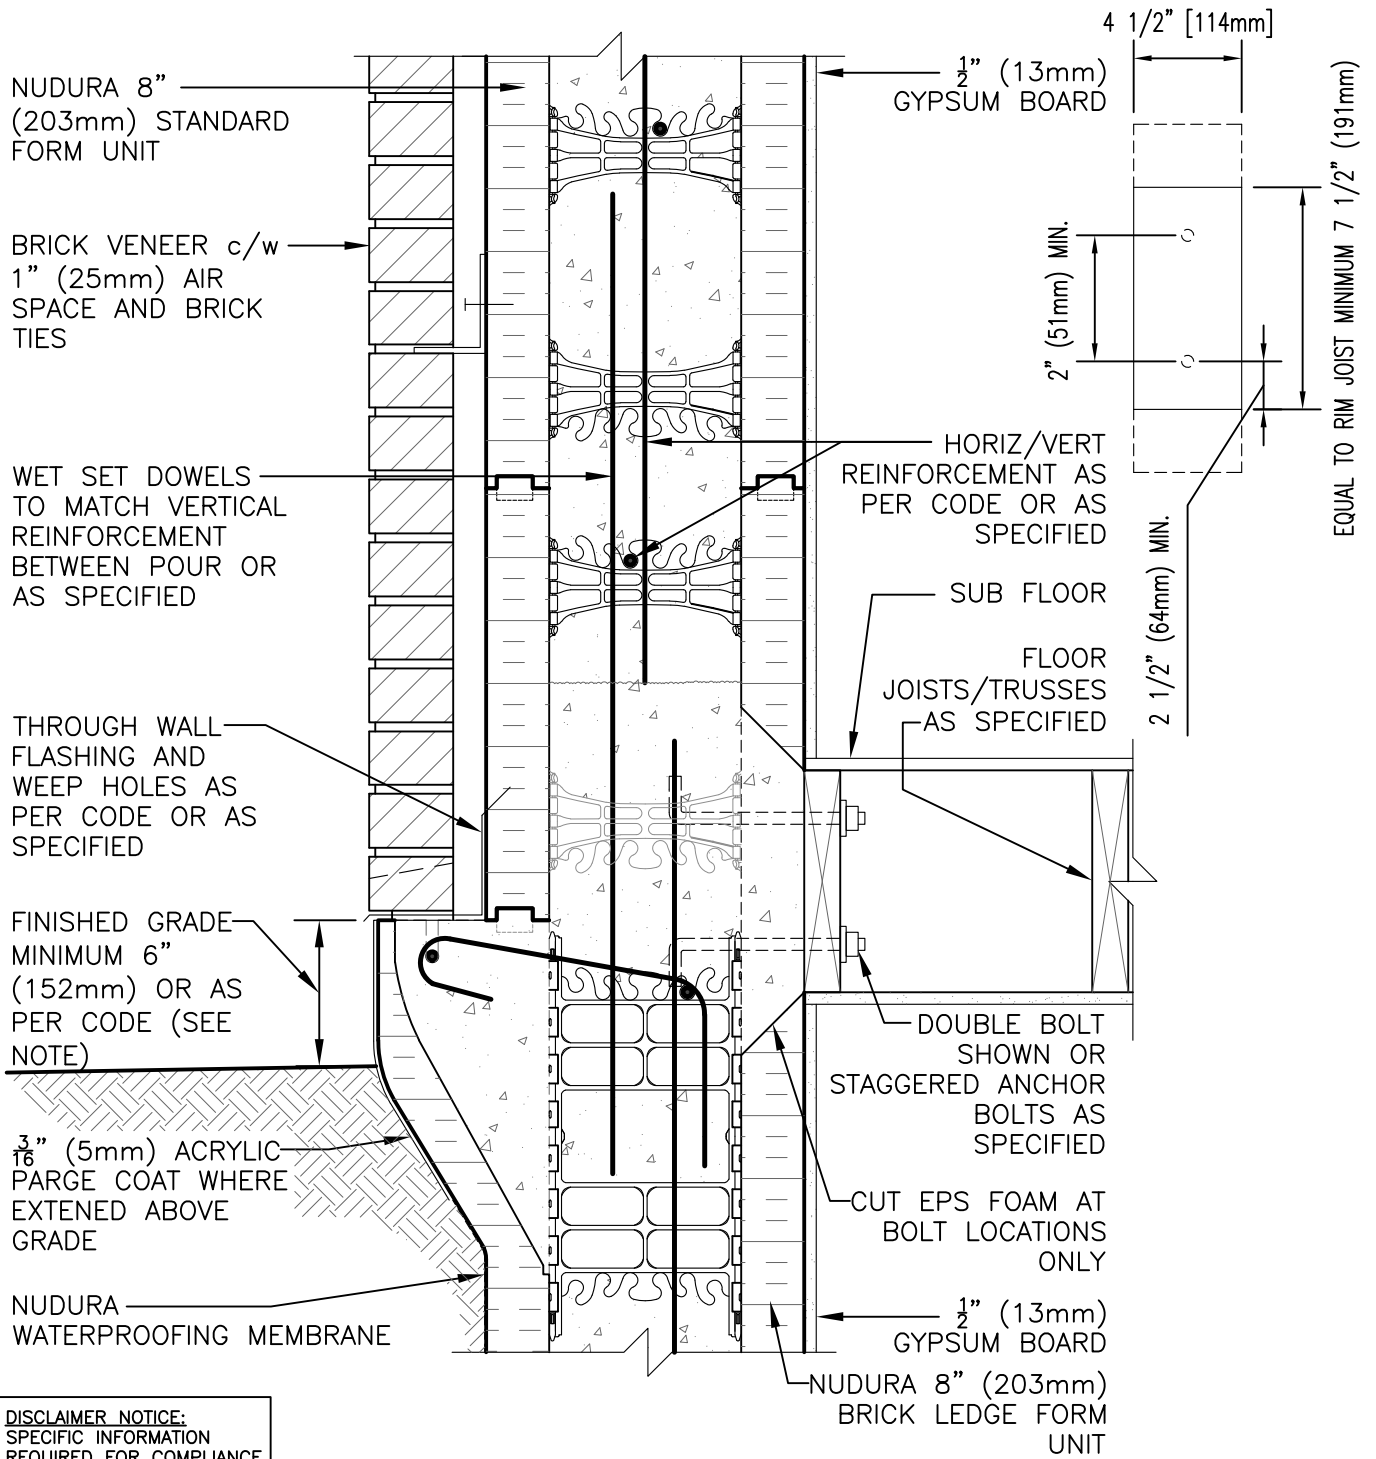 NUDURA 8"
(203mm) STANDARD
FORM UNIT
BRICK VENEER c/w
1" (25mm) AIR
SPACE AND BRICK
TIES
WET SET DOWELS
TO MATCH VERTICAL
REINFORCEMENT
BETWEEN POUR OR
AS SPECIFIED
THROUGH WALL
FLASHING AND
WEEP HOLES AS
PER CODE OR AS
SPECIFIED
FINISHED GRADE
MINIMUM 6"
(152mm) OR AS
PER CODE (SEE
NOTE)
3/16" (5mm) ACRYLIC
PARGE COAT WHERE
EXTENED ABOVE
GRADE
NUDURA
WATERPROOFING MEMBRANE
DISCLAIMER NOTICE:
SPECIFIC INFORMATION
REQUIRED FOR COMPLIANCE
1/2" (13mm)
GYPSUM BOARD
4 1/2" [114mm]
2" (51mm) MIN.
2 1/2" (64mm) MIN.
EQUAL TO RIM JOIST MINIMUM 7 1/2" (191mm)
HORIZ/VERT
REINFORCEMENT AS
PER CODE OR AS
SPECIFIED
SUB FLOOR
FLOOR
JOISTS/TRUSSES
AS SPECIFIED
DOUBLE BOLT
SHOWN OR
STAGGERED ANCHOR
BOLTS AS
SPECIFIED
CUT EPS FOAM AT
BOLT LOCATIONS
ONLY
1/2" (13mm)
GYPSUM BOARD
NUDURA 8" (203mm)
BRICK LEDGE FORM
UNIT